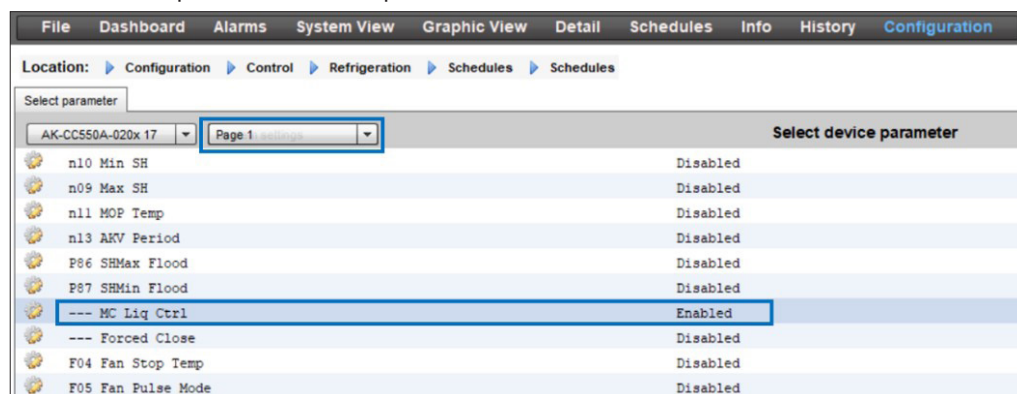 File Dashboard Alarms System View Graphic View Detail Schedules Info History Configuration
Location: Configuration Control Refrigeration Schedules Schedules
Select parameter
AK-CC550A-020x 17 Page 1 settings Select device parameter
n10 Min SH Disabled
n09 Max SH Disabled
n11 MOP Temp Disabled
n13 AKV Period Disabled
P86 SHMax Flood Disabled
P87 SHMin Flood Disabled
--- MC Liq Ctrl Enabled
--- Forced Close Disabled
F04 Fan Stop Temp Disabled
F05 Fan Pulse Mode Disabled